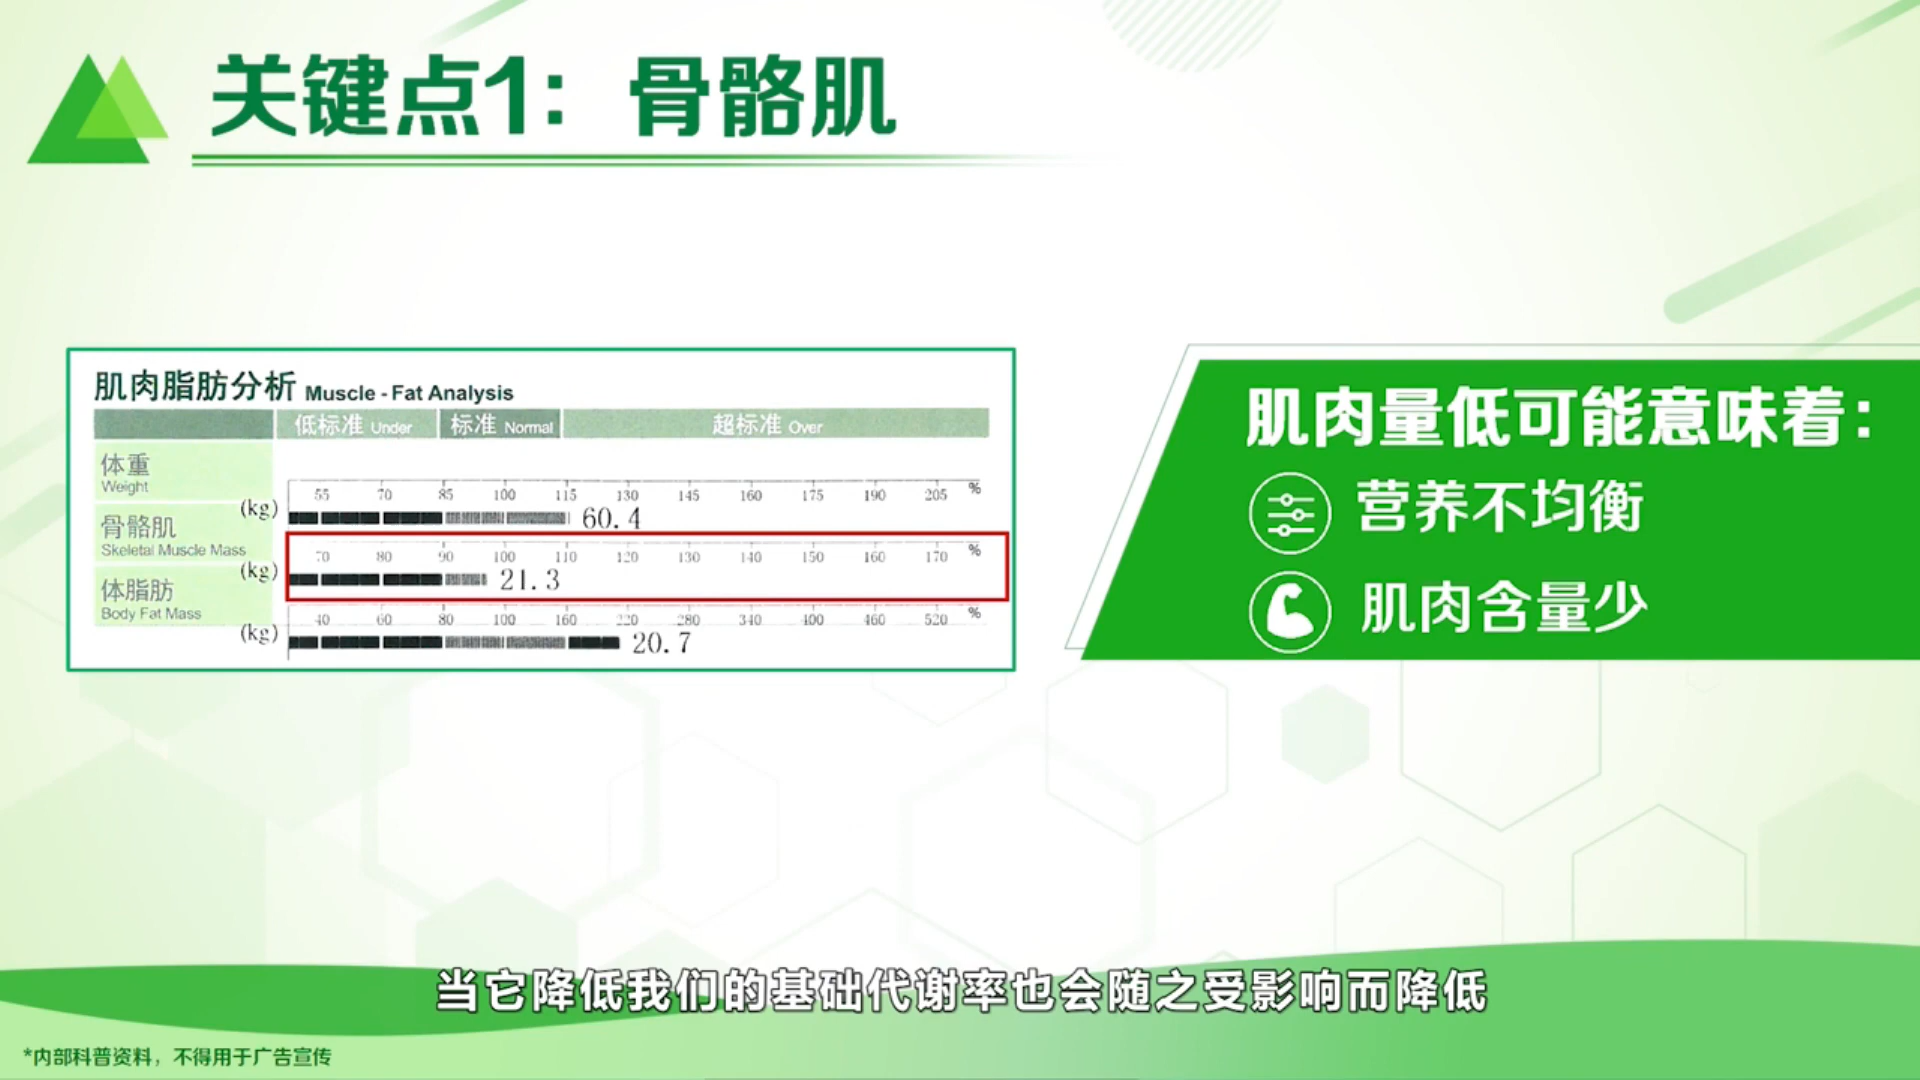 关键点1：骨骼肌
肌肉脂肪分析 Muscle - Fat Analysis
低标准 Under 标准 Normal 超标准 Over
体重
Weight
(kg)
55 70 85 100 115 130 145 160 175 190 205 %
60.4
骨骼肌
Skeletal Muscle Mass
(kg)
70 80 90 100 110 120 130 140 150 160 170 %
21.3
体脂肪
Body Fat Mass
(kg)
40 60 80 100 160 220 280 340 400 460 520 %
20.7
肌肉量低可能意味着：
营养不均衡
肌肉含量少
当它降低我们的基础代谢率也会随之受影响而降低
*内部科普资料，不得用于广告宣传